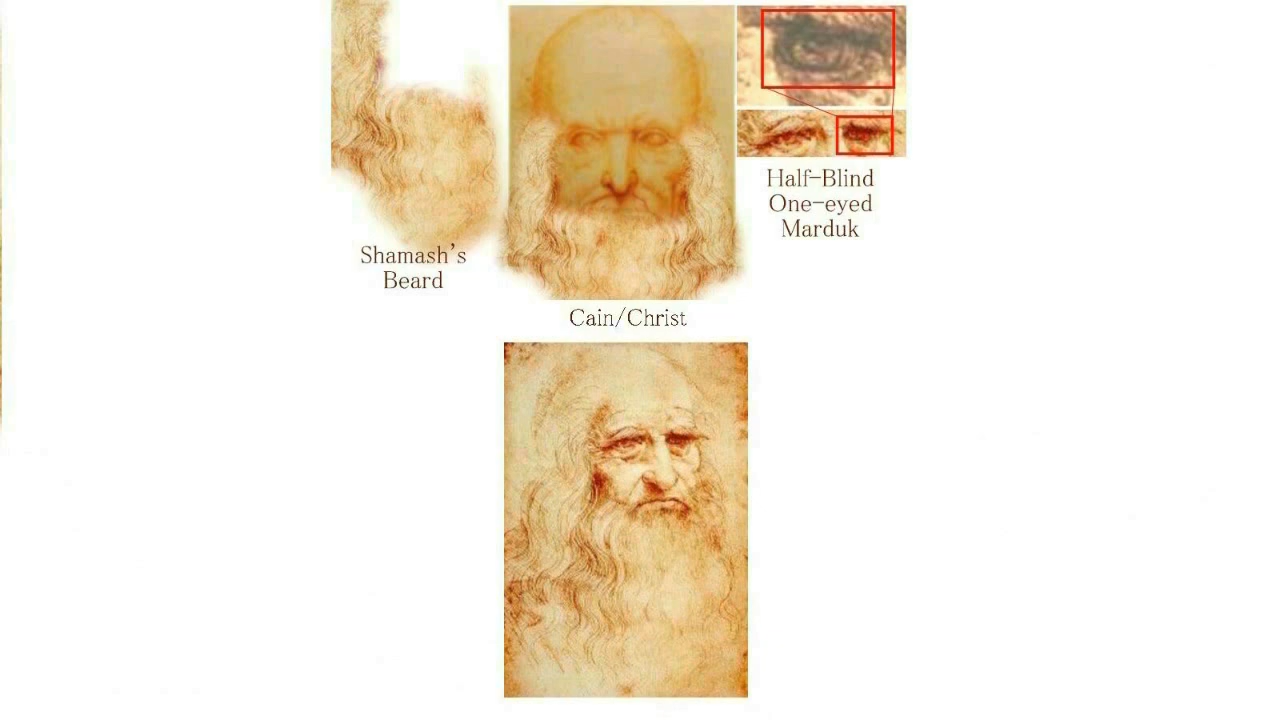 Shamash's
Beard
Cain/Christ
Half-Blind
One-eyed
Marduk